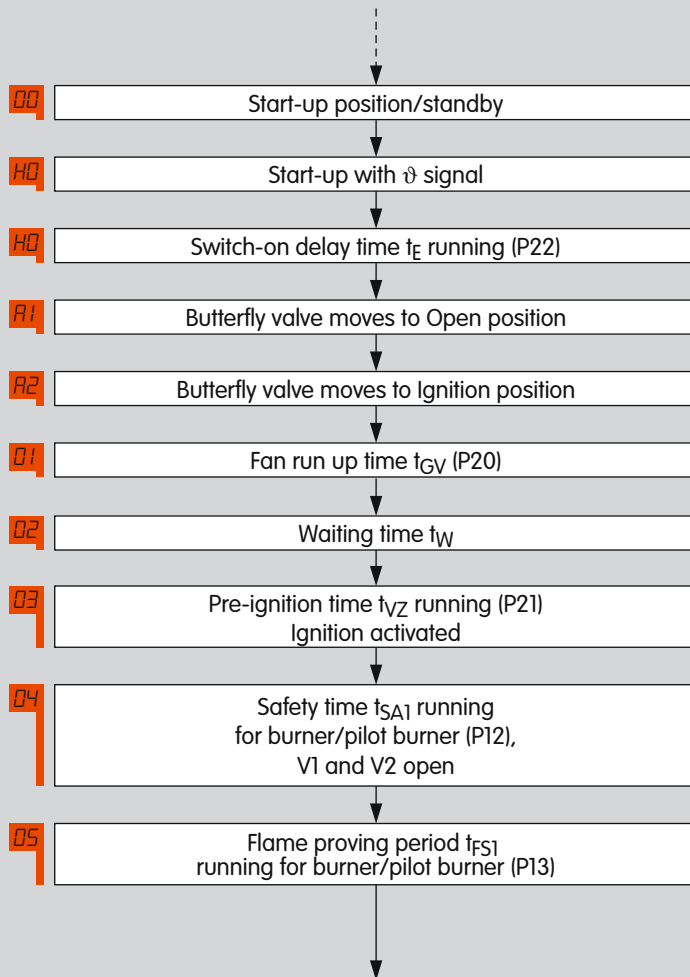 00 Start-up position/standby
H0 Start-up with ϑ signal
H0 Switch-on delay time tE running (P22)
A1 Butterfly valve moves to Open position
A2 Butterfly valve moves to Ignition position
01 Fan run up time tGV (P20)
02 Waiting time tW
03 Pre-ignition time tVZ running (P21)
Ignition activated
04 Safety time tSA1 running
for burner/pilot burner (P12),
V1 and V2 open
05 Flame proving period tFS1
running for burner/pilot burner (P13)